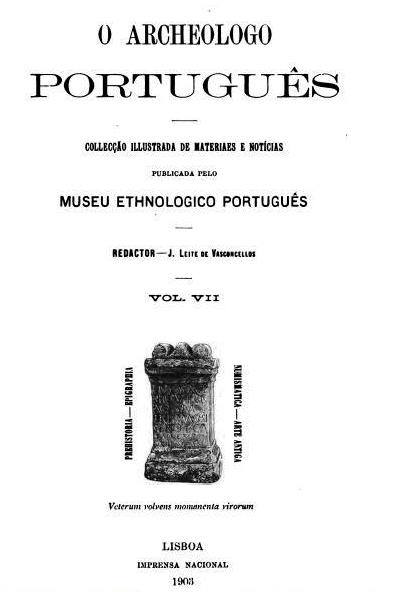 O ARCHEOLOGO
PORTUGUÊS
COLLECÇÃO ILLUSTRADA DE MATERIAES E NOTÍCIAS
PUBLICADA PELO
MUSEU ETHNOLOGICO PORTUGUÊS
REDACTOR—J. LEITE DE VASCONCELLOS
VOL. VII
PREHISTORIA—EPIGRAPHIA
NUMISMATICA—ARTE ANTIGA
Veterum volvens monumenta virorum
LISBOA
IMPRENSA NACIONAL
1903